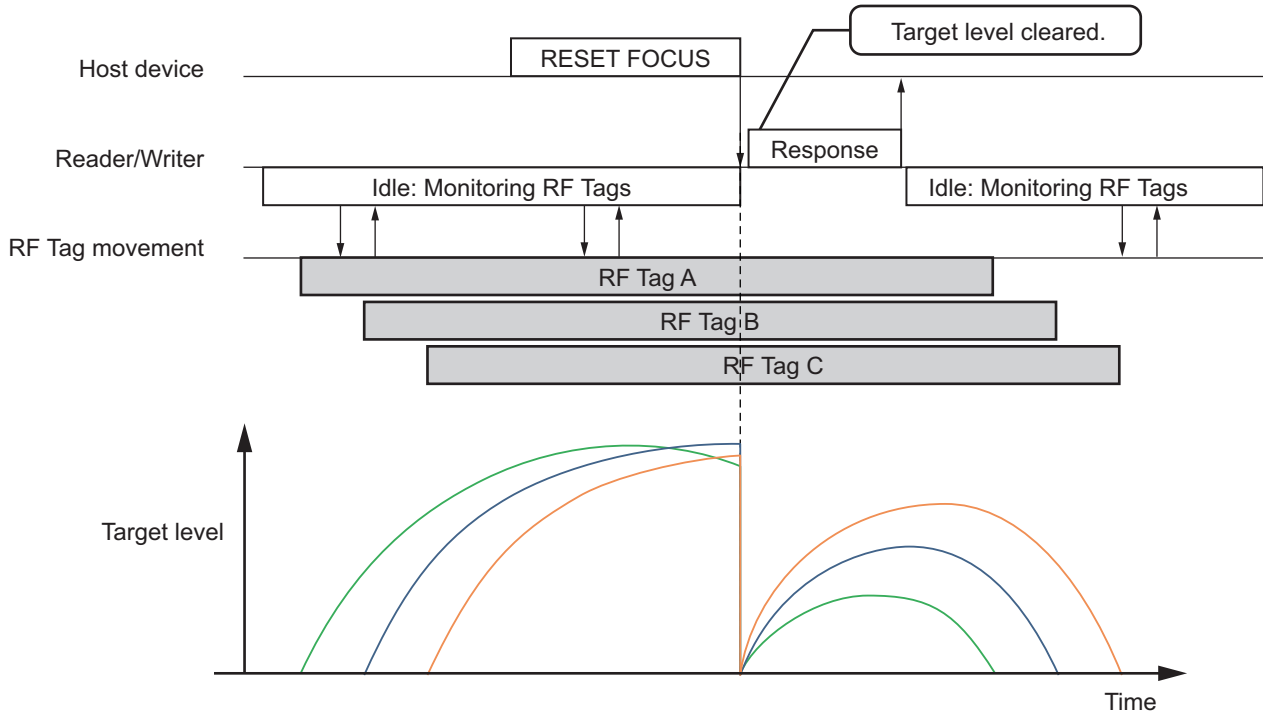 Target level cleared.
RESET FOCUS
Host device
Reader/Writer
Response
Idle: Monitoring RF Tags
Idle: Monitoring RF Tags
RF Tag movement
RF Tag A
RF Tag B
RF Tag C
Target level
Time